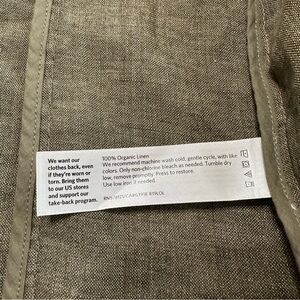 We want our
clothes back, even
if they're worn or
torn. Bring them
to our US stores
and support our
take-back program.
100% Organic Linen
We recommend machine wash cold, gentle cycle, with like
colors. Only non-chlorine bleach as needed. Tumble dry
low, remove promptly. Press to restore.
Use low iron if needed.